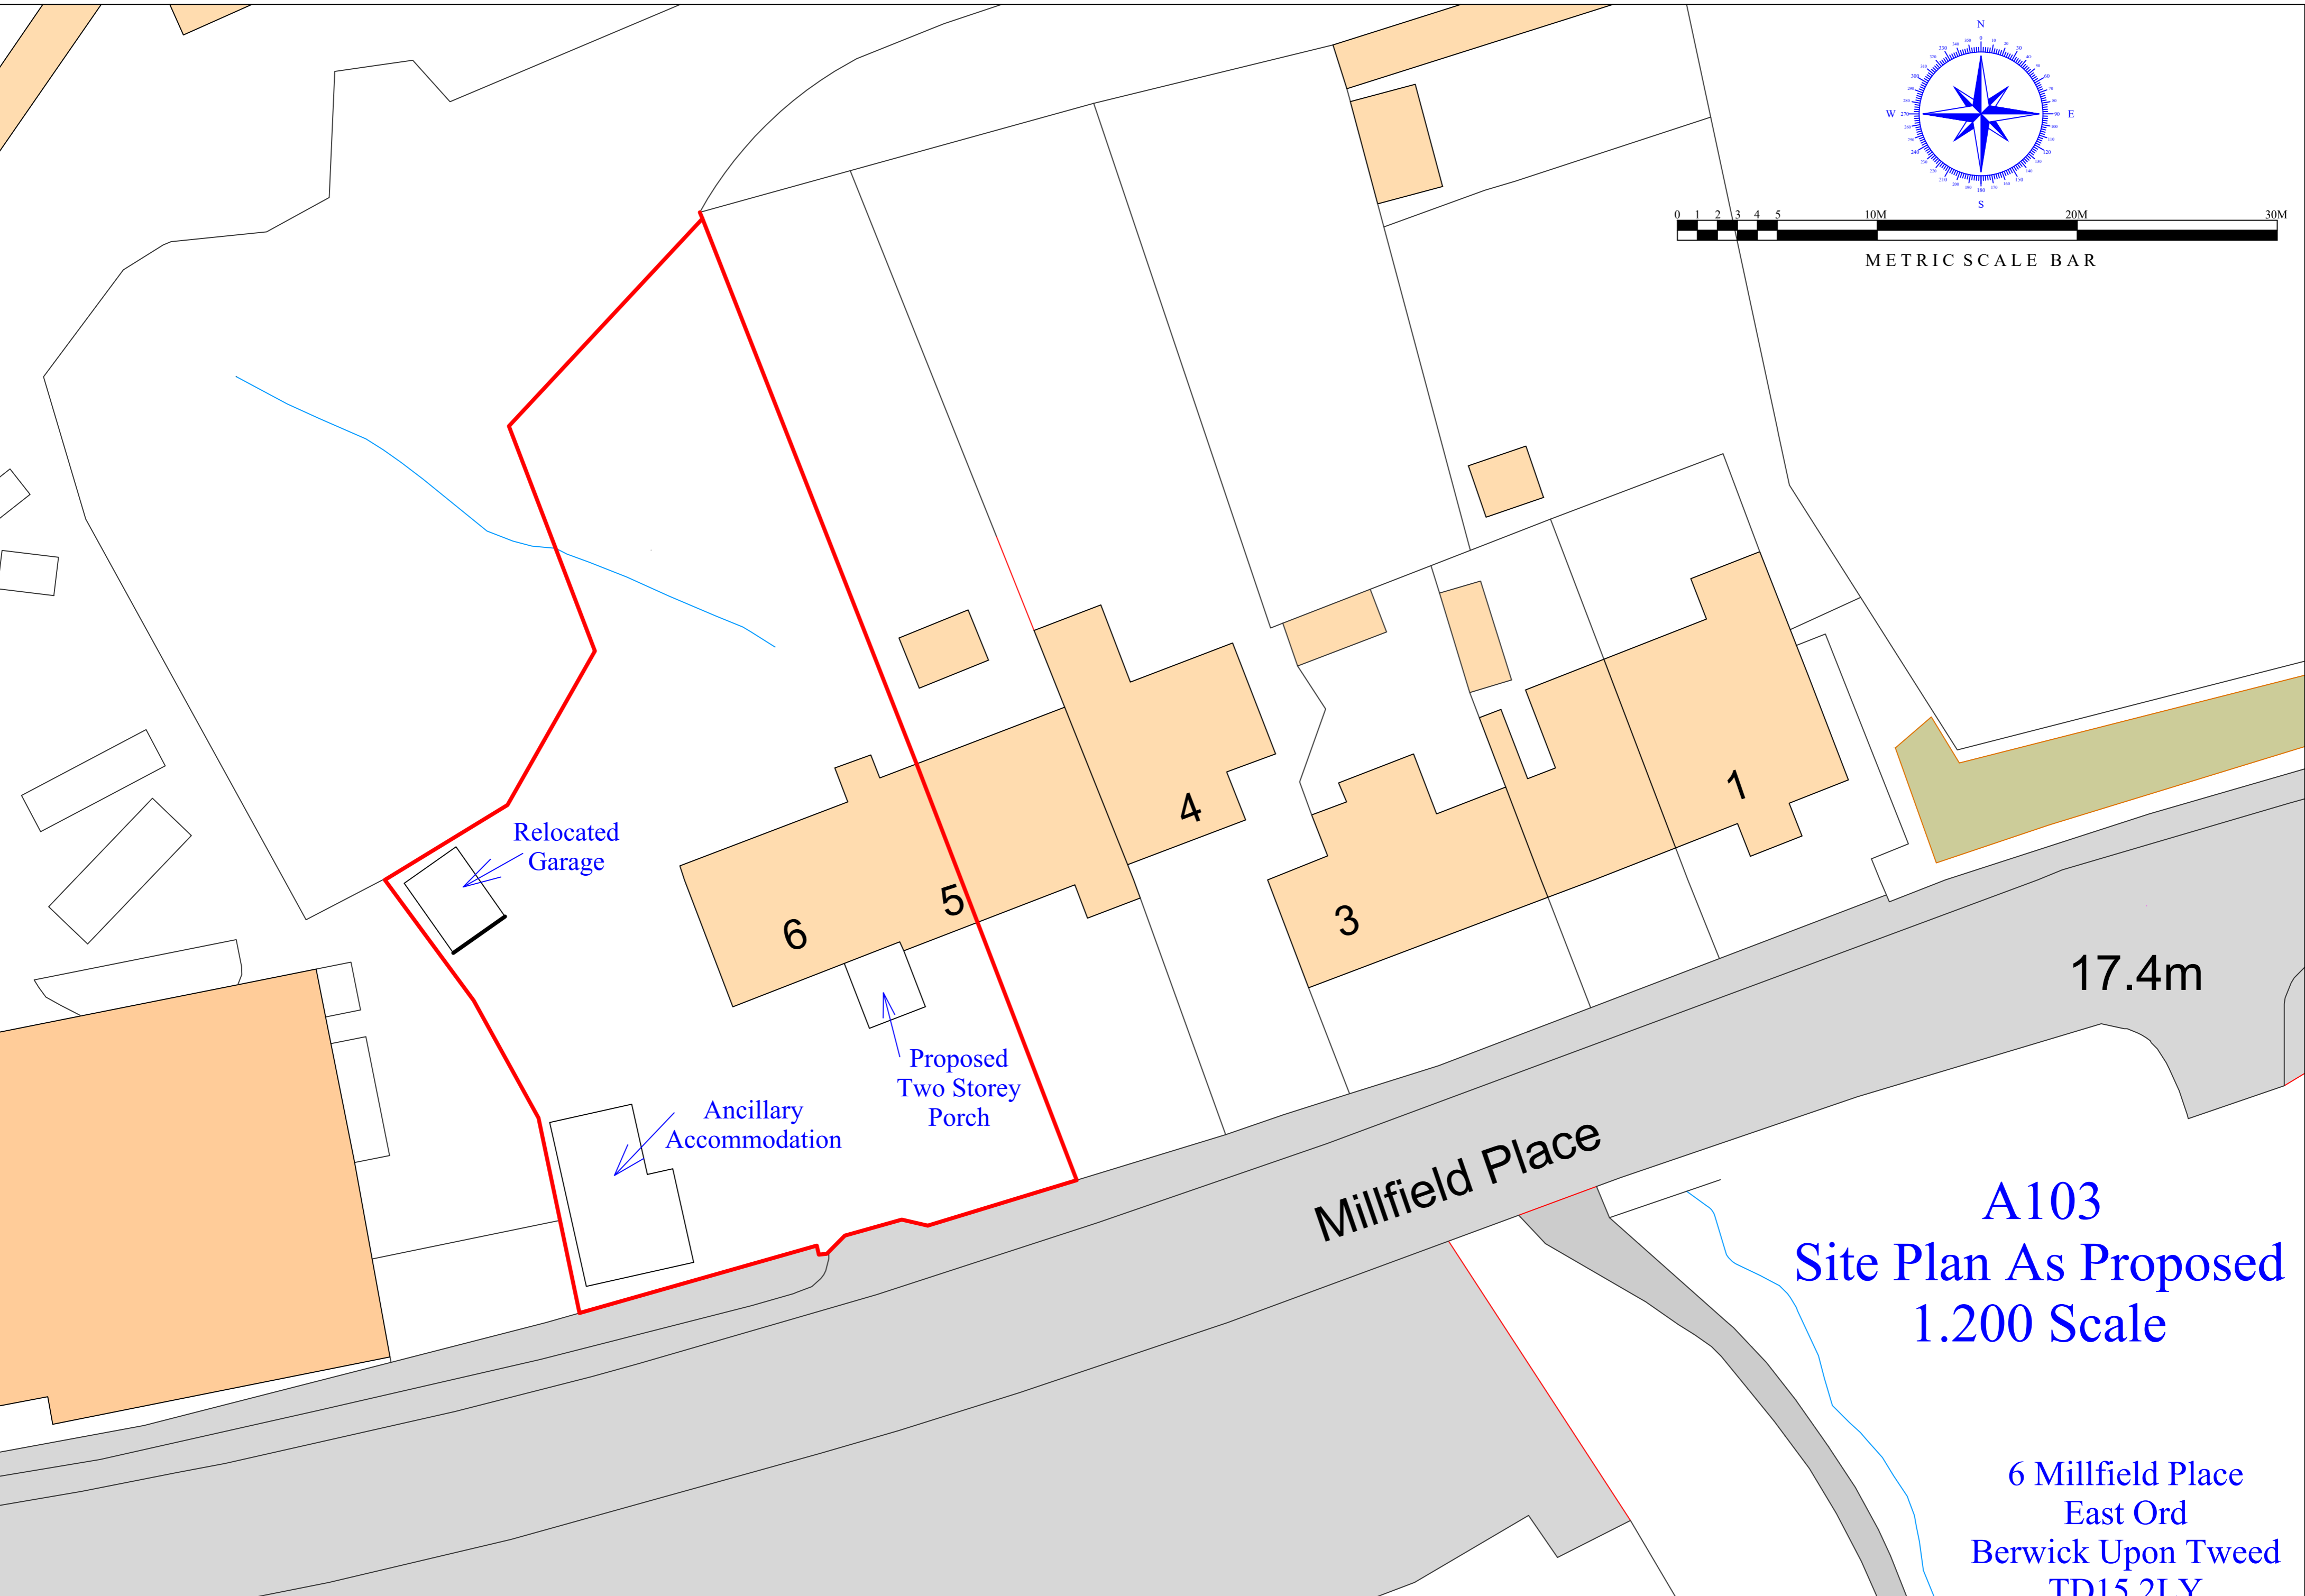 N
W
E
S
0 1 2 3 4 5 10M 20M 30M
METRIC SCALE BAR
Relocated
Garage
4
1
5
6
3
17.4m
Proposed
Two Storey
Porch
Ancillary
Accommodation
Millfield Place
A103
Site Plan As Proposed
1.200 Scale
6 Millfield Place
East Ord
Berwick Upon Tweed